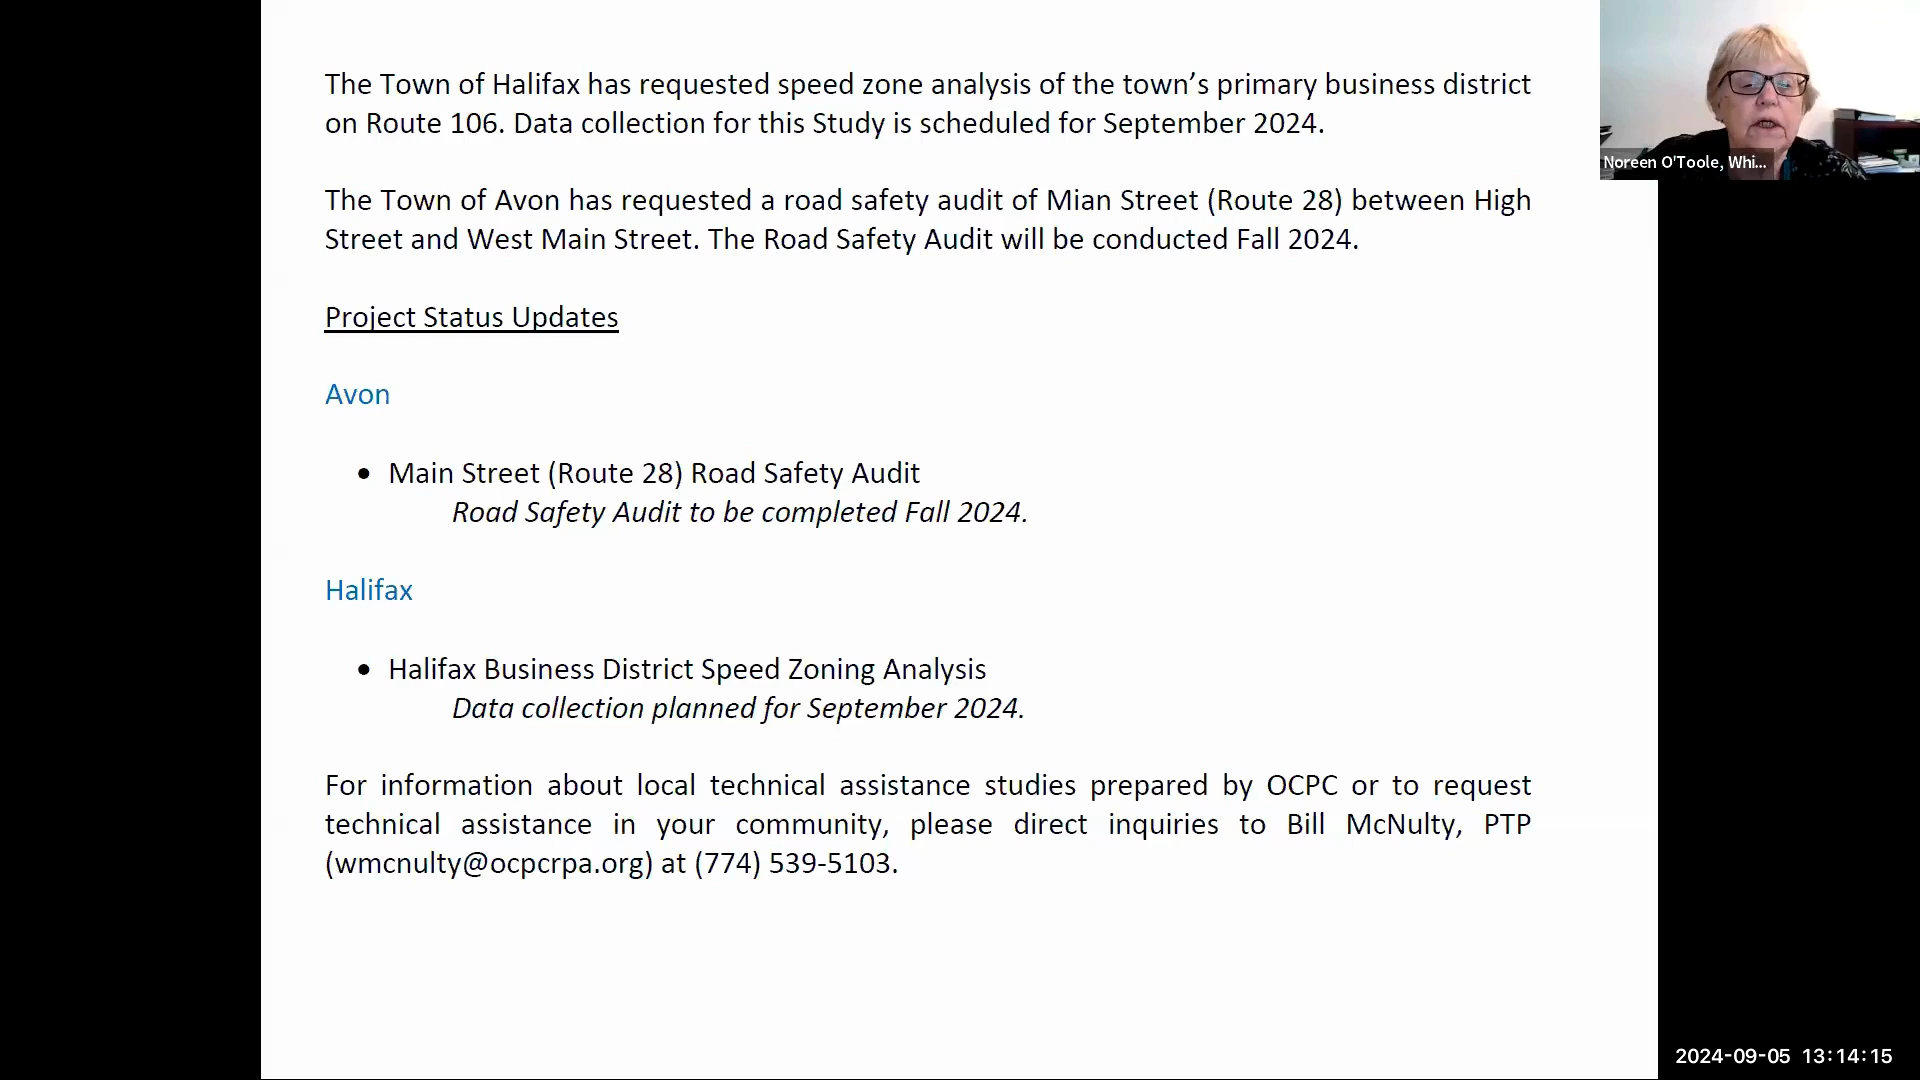 The Town of Halifax has requested speed zone analysis of the town’s primary business district
on Route 106. Data collection for this Study is scheduled for September 2024.
The Town of Avon has requested a road safety audit of Mian Street (Route 28) between High
Street and West Main Street. The Road Safety Audit will be conducted Fall 2024.
Project Status Updates
Avon
• Main Street (Route 28) Road Safety Audit
Road Safety Audit to be completed Fall 2024.
Halifax
• Halifax Business District Speed Zoning Analysis
Data collection planned for September 2024.
For information about local technical assistance studies prepared by OCPC or to request
technical assistance in your community, please direct inquiries to Bill McNulty, PTP
(wmcnulty@ocpcrpa.org) at (774) 539-5103.
Noreen O'Toole, Whi...
2024-09-05 13:14:15